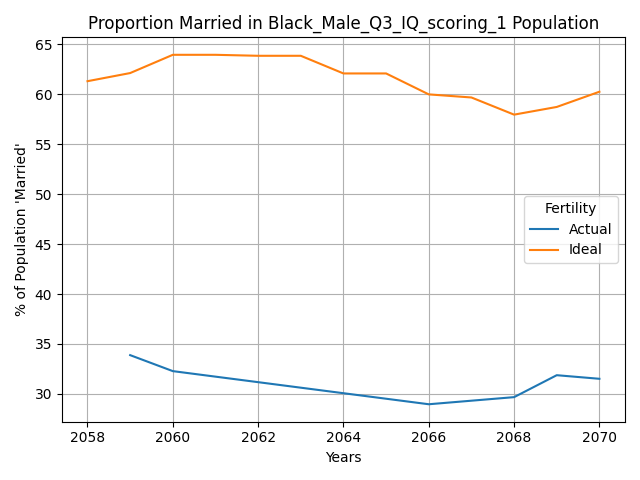 Proportion Married in Black_Male_Q3_IQ_scoring_1 Population
% of Population 'Married'
65
60
55
50
45
40
35
30
Fertility
Actual
Ideal
2058 2060 2062 2064 2066 2068 2070
Years